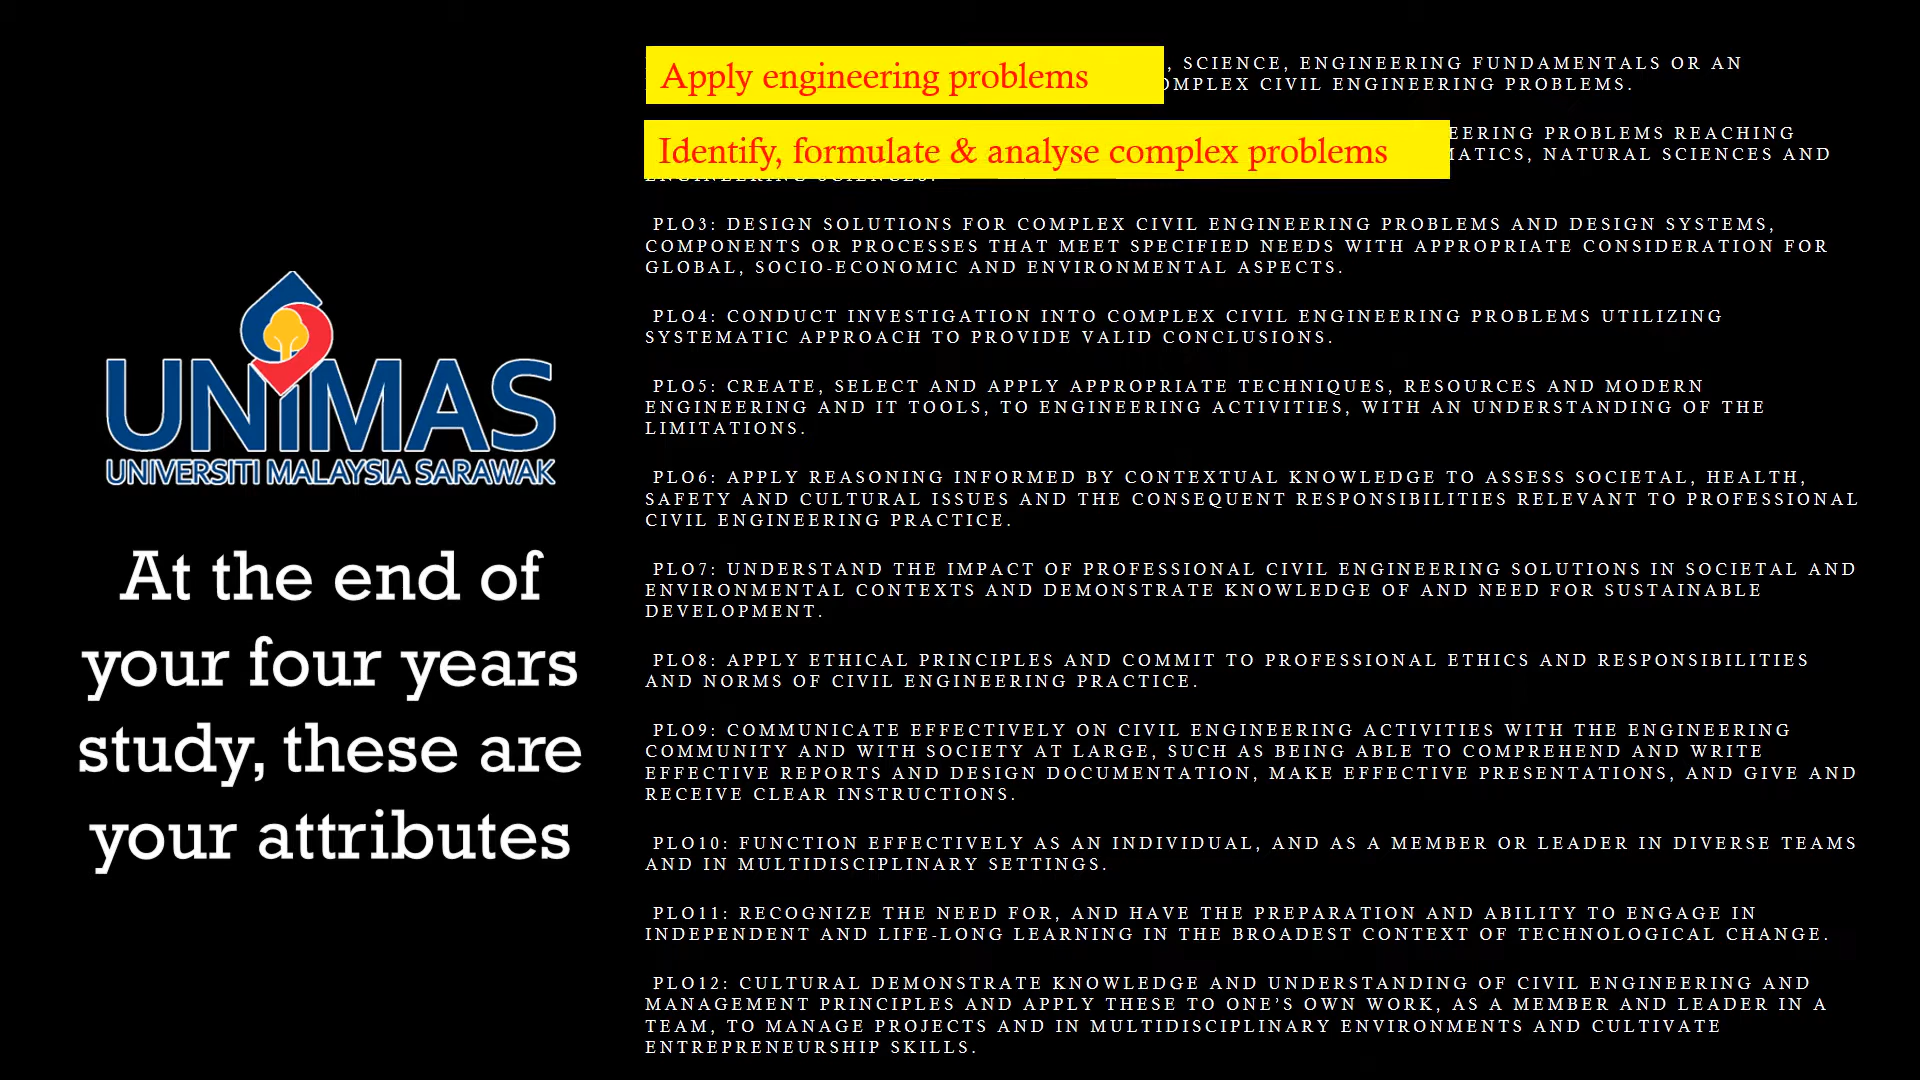 UNIMAS
UNIVERSITI MALAYSIA SARAWAK
At the end of
your four years
study, these are
your attributes
Apply engineering problems
, SCIENCE, ENGINEERING FUNDAMENTALS OR AN
COMPLEX CIVIL ENGINEERING PROBLEMS.
Identify, formulate & analyse complex problems
PROBLEMS REACHING
NATURAL SCIENCES AND
ENGINEERING SCIENCES.
PLO3: DESIGN SOLUTIONS FOR COMPLEX CIVIL ENGINEERING PROBLEMS AND DESIGN SYSTEMS,
COMPONENTS OR PROCESSES THAT MEET SPECIFIED NEEDS WITH APPROPRIATE CONSIDERATION FOR
GLOBAL, SOCIO-ECONOMIC AND ENVIRONMENTAL ASPECTS.
PLO4: CONDUCT INVESTIGATION INTO COMPLEX CIVIL ENGINEERING PROBLEMS UTILIZING
SYSTEMATIC APPROACH TO PROVIDE VALID CONCLUSIONS.
PLO5: CREATE, SELECT AND APPLY APPROPRIATE TECHNIQUES, RESOURCES AND MODERN
ENGINEERING AND IT TOOLS, TO ENGINEERING ACTIVITIES, WITH AN UNDERSTANDING OF THE
LIMITATIONS.
PLO6: APPLY REASONING INFORMED BY CONTEXTUAL KNOWLEDGE TO ASSESS SOCIETAL, HEALTH,
SAFETY AND CULTURAL ISSUES AND THE CONSEQUENT RESPONSIBILITIES RELEVANT TO PROFESSIONAL
CIVIL ENGINEERING PRACTICE.
PLO7: UNDERSTAND THE IMPACT OF PROFESSIONAL CIVIL ENGINEERING SOLUTIONS IN SOCIETAL AND
ENVIRONMENTAL CONTEXTS AND DEMONSTRATE KNOWLEDGE OF AND NEED FOR SUSTAINABLE
DEVELOPMENT.
PLO8: APPLY ETHICAL PRINCIPLES AND COMMIT TO PROFESSIONAL ETHICS AND RESPONSIBILITIES
AND NORMS OF CIVIL ENGINEERING PRACTICE.
PLO9: COMMUNICATE EFFECTIVELY ON CIVIL ENGINEERING ACTIVITIES WITH THE ENGINEERING
COMMUNITY AND WITH SOCIETY AT LARGE, SUCH AS BEING ABLE TO COMPREHEND AND WRITE
EFFECTIVE REPORTS AND DESIGN DOCUMENTATION, MAKE EFFECTIVE PRESENTATIONS, AND GIVE AND
RECEIVE CLEAR INSTRUCTIONS.
PLO10: FUNCTION EFFECTIVELY AS AN INDIVIDUAL, AND AS A MEMBER OR LEADER IN DIVERSE TEAMS
AND IN MULTIDISCIPLINARY SETTINGS.
PLO11: RECOGNIZE THE NEED FOR, AND HAVE THE PREPARATION AND ABILITY TO ENGAGE IN
INDEPENDENT AND LIFE-LONG LEARNING IN THE BROADEST CONTEXT OF TECHNOLOGICAL CHANGE.
PLO12: CULTURAL DEMONSTRATE KNOWLEDGE AND UNDERSTANDING OF CIVIL ENGINEERING AND
MANAGEMENT PRINCIPLES AND APPLY THESE TO ONE’S OWN WORK, AS A MEMBER AND LEADER IN A
TEAM, TO MANAGE PROJECTS AND IN MULTIDISCIPLINARY ENVIRONMENTS AND CULTIVATE
ENTREPRENEURSHIP SKILLS.